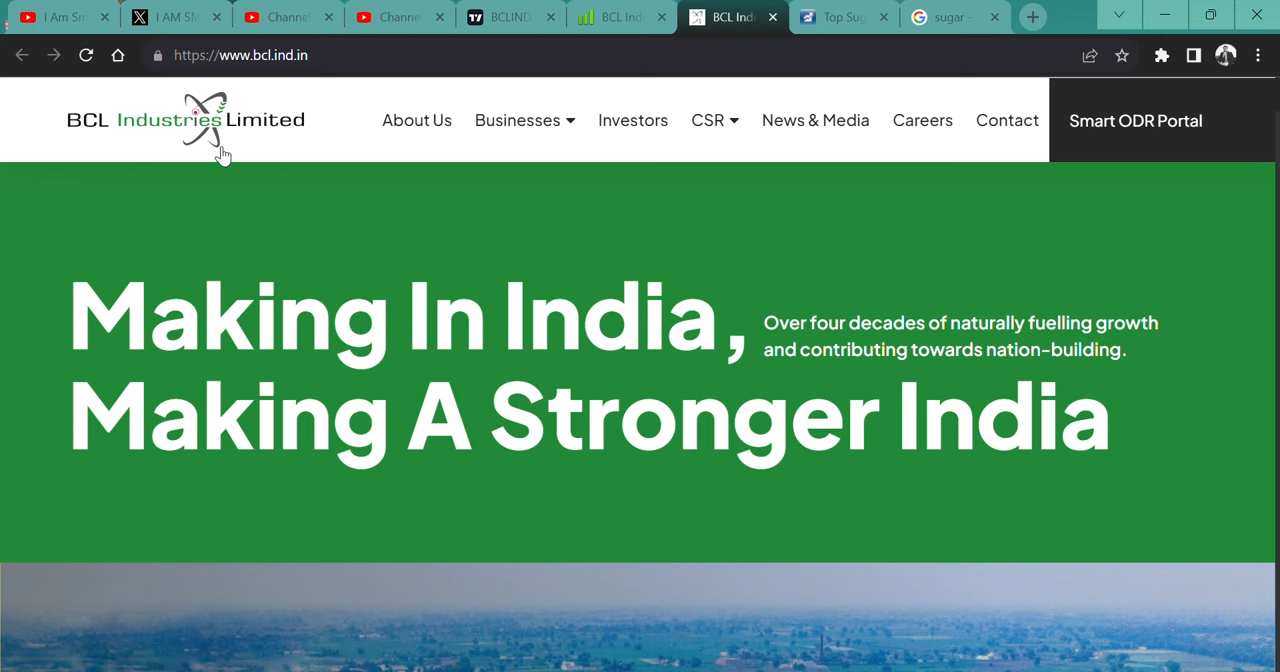 I Am Sm
I AM SM
Channel
Channel
BCLIND
BCL Ind
BCL Ind
Top Sug
sugar -
https://www.bcl.ind.in
BCL Industries Limited
About Us
Businesses
Investors
CSR
News & Media
Careers
Contact
Smart ODR Portal
Making In India,
Over four decades of naturally fuelling growth
and contributing towards nation-building.
Making A Stronger India